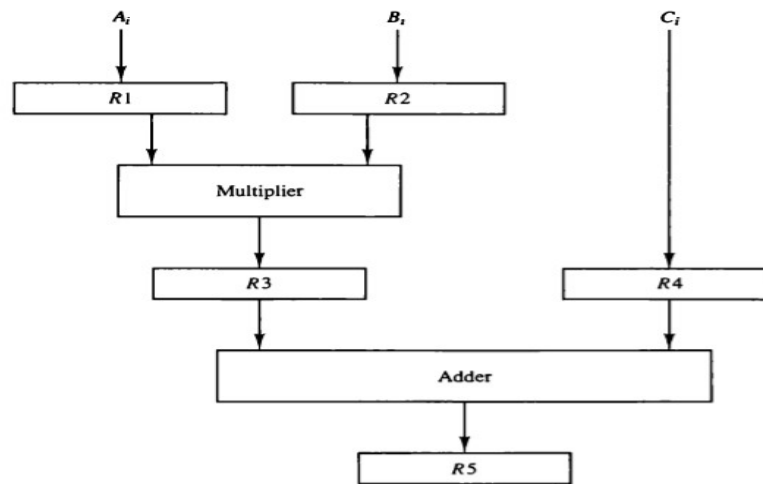 Ai Bi Ci
R1 R2
Multiplier
R3 R4
Adder
R5